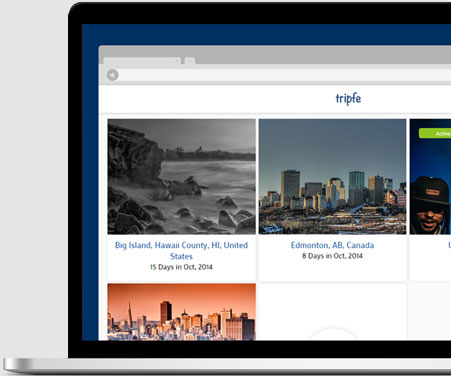 tripfe
Active
Big Island, Hawaii County, HI, United
States
15 Days in Oct, 2014
Edmonton, AB, Canada
8 Days in Oct, 2014